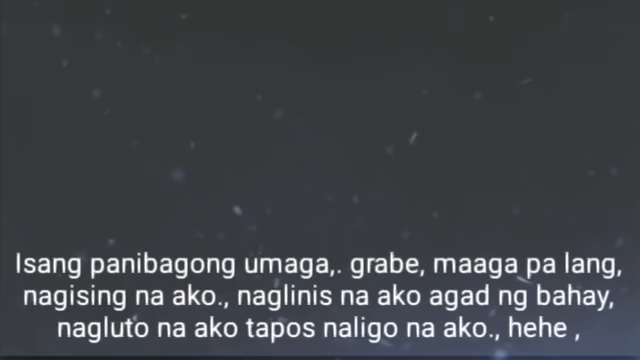 Isang panibagong umaga,. grabe, maaga pa lang,
nagising na ako., naglinis na ako agad ng bahay,
nagluto na ako tapos naligo na ako., hehe ,